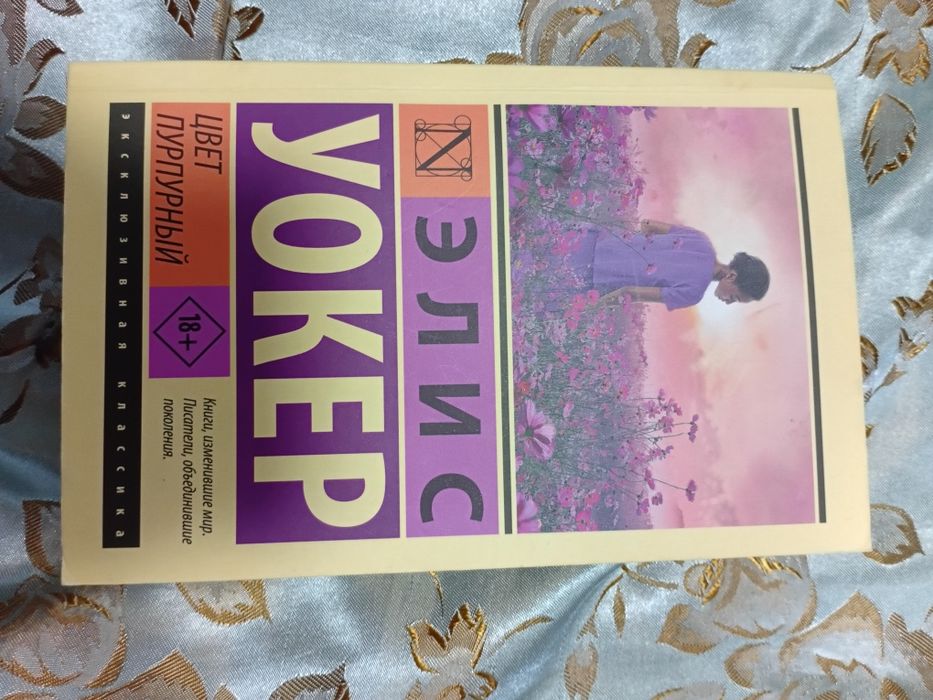 ЭЛИС
УОКЕР
ЦВЕТ
ПУРПУРНЫЙ
18+
Книги, изменившие мир.
Писатели, объединившие
поколения.
ЭКСКЛЮЗИВНАЯ КЛАССИКА